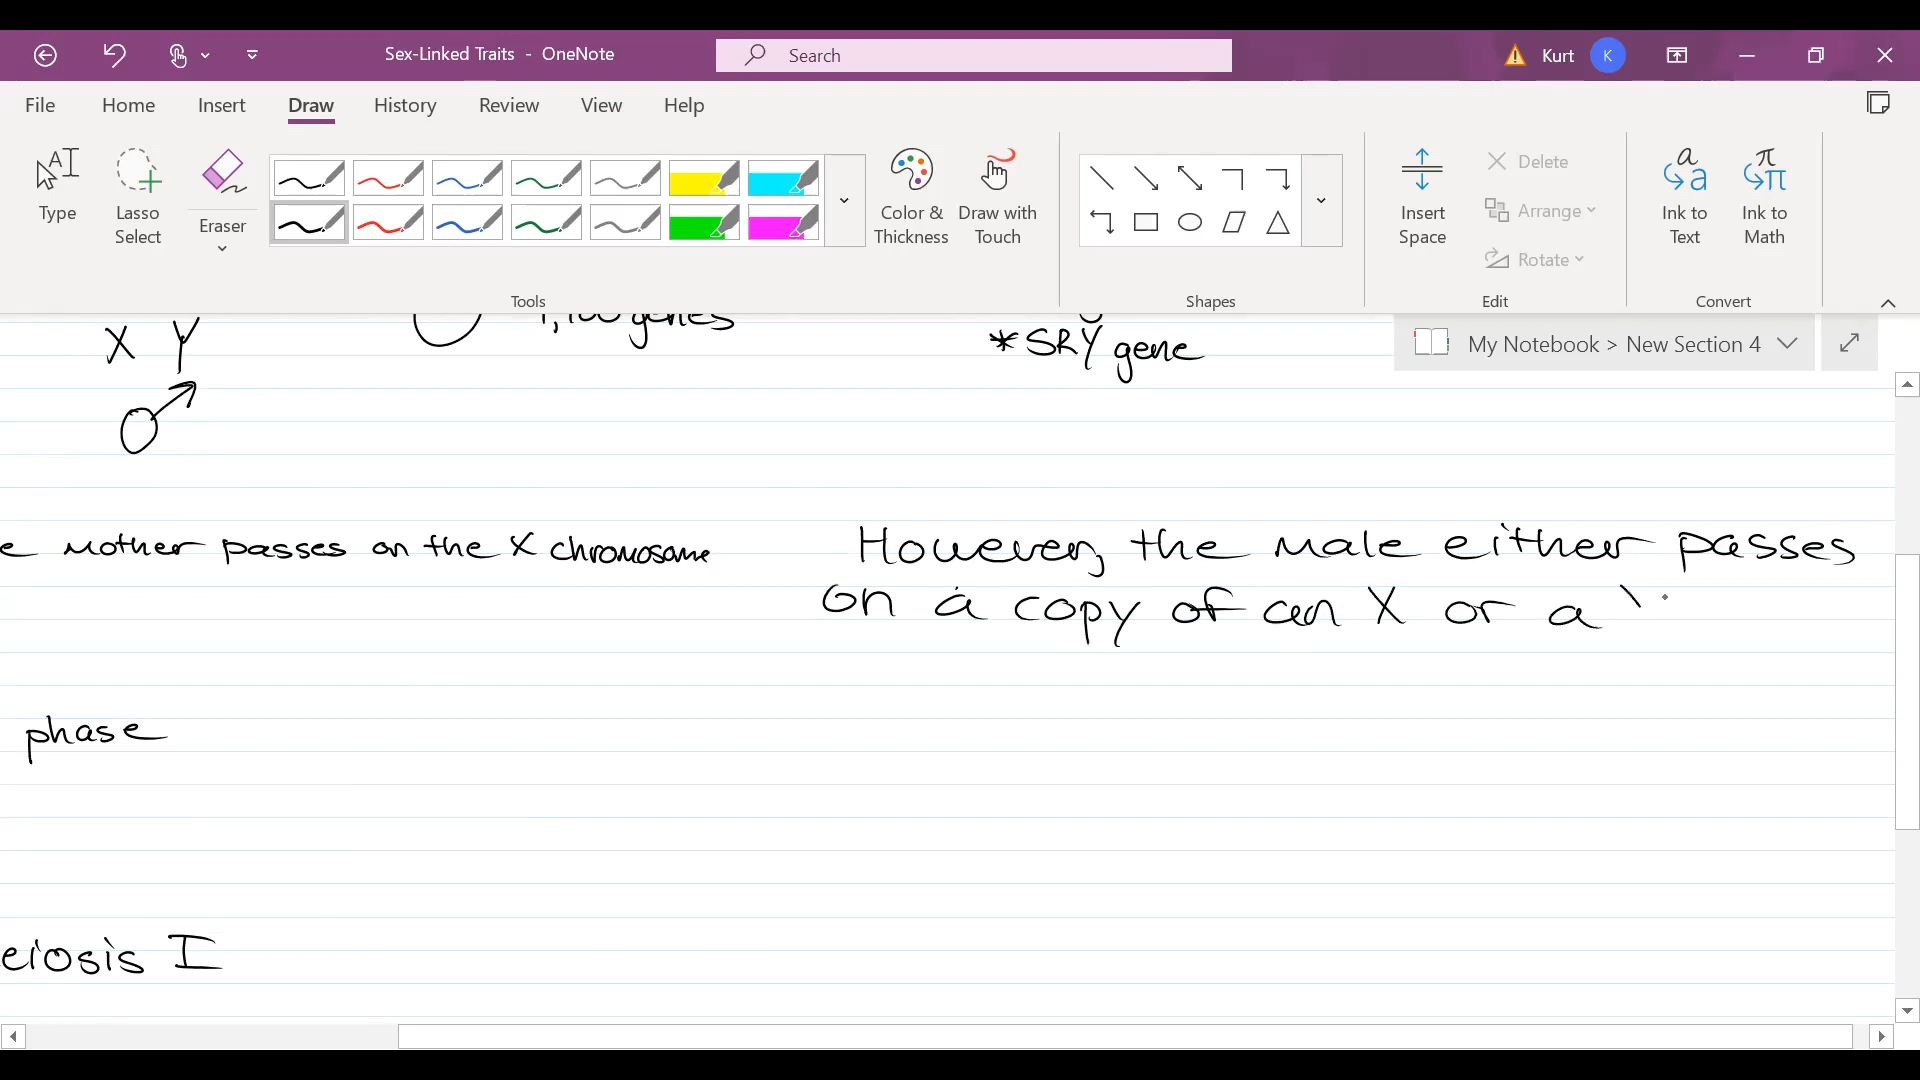 Sex-Linked Traits - OneNote
Search
Kurt
K
File Home Insert Draw History Review View Help
Type
Lasso Select
Eraser
Color & Thickness
Draw with Touch
Insert Space
Delete
Arrange
Rotate
Ink to Text
Ink to Math
Tools
Shapes
Edit
Convert
X Y
genes
*SRY gene
My Notebook > New Section 4
e mother passes on the X chromosome
However, the male either passes
on a copy of an X or a
phase
eiosis I